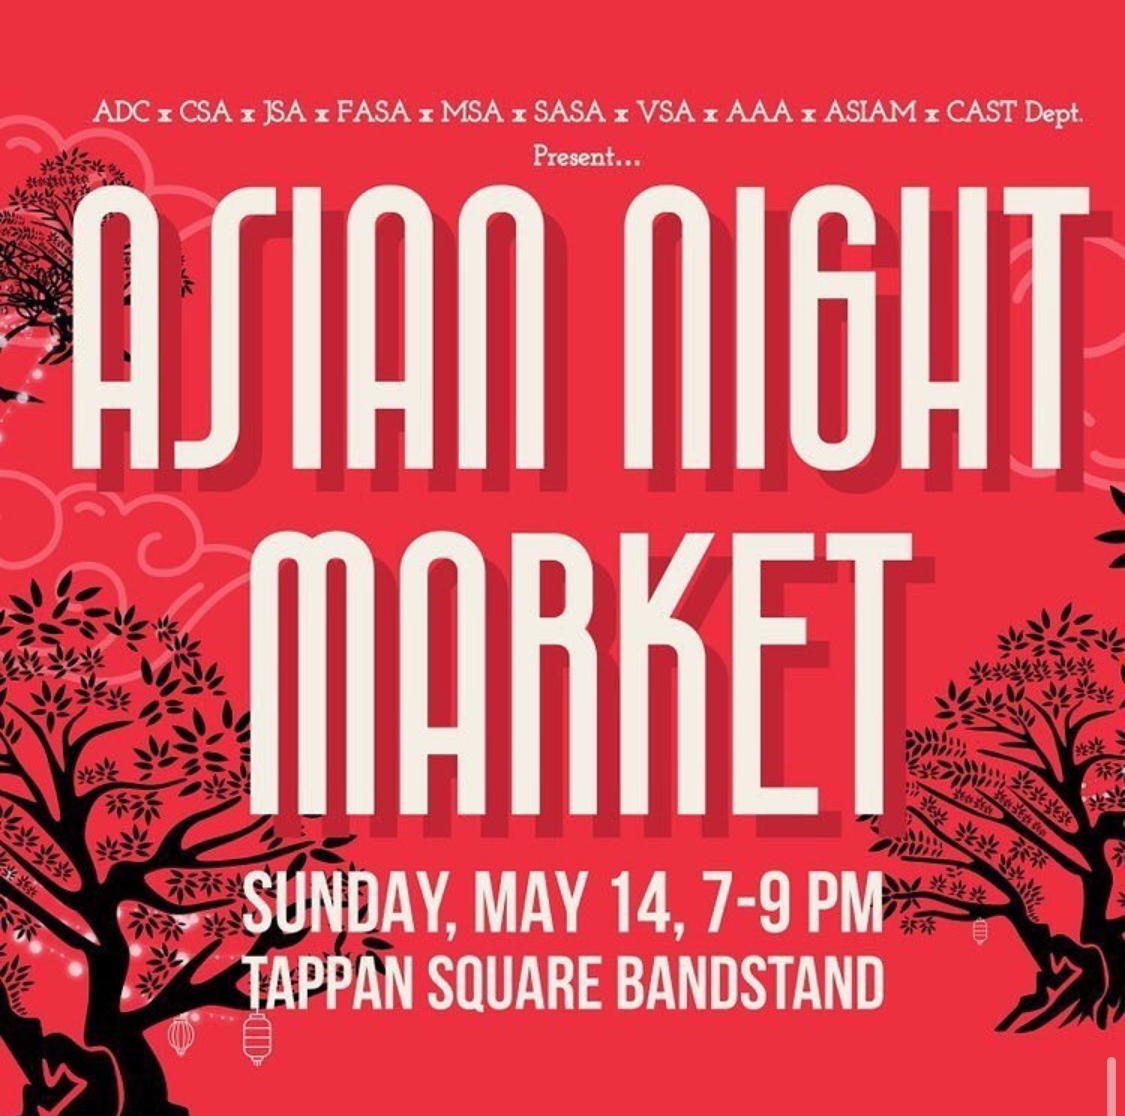 ADC x CSA x JSA x FASA x MSA x SASA x VSA x AAA x ASIAM x CAST Dept.
Present...
ASIAN NIGHT
MARKET
SUNDAY, MAY 14, 7-9 PM
TAPPAN SQUARE BANDSTAND